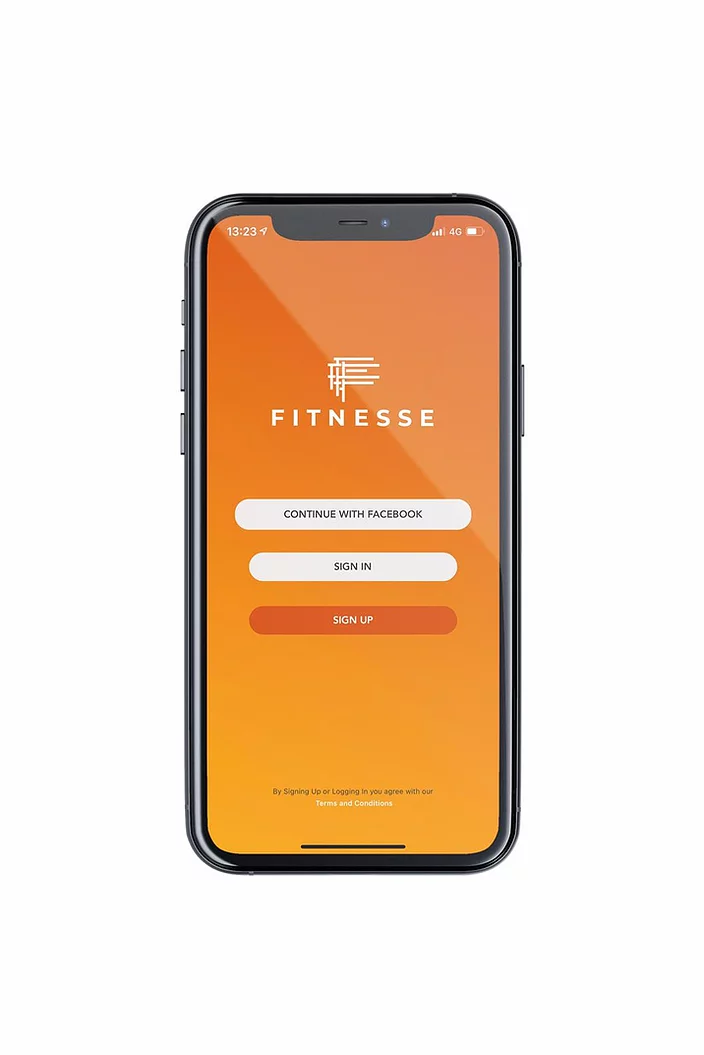 13:23 4G
FITNESSE
CONTINUE WITH FACEBOOK
SIGN IN
SIGN UP
By Signing Up or Logging in you agree with our
Terms and Conditions